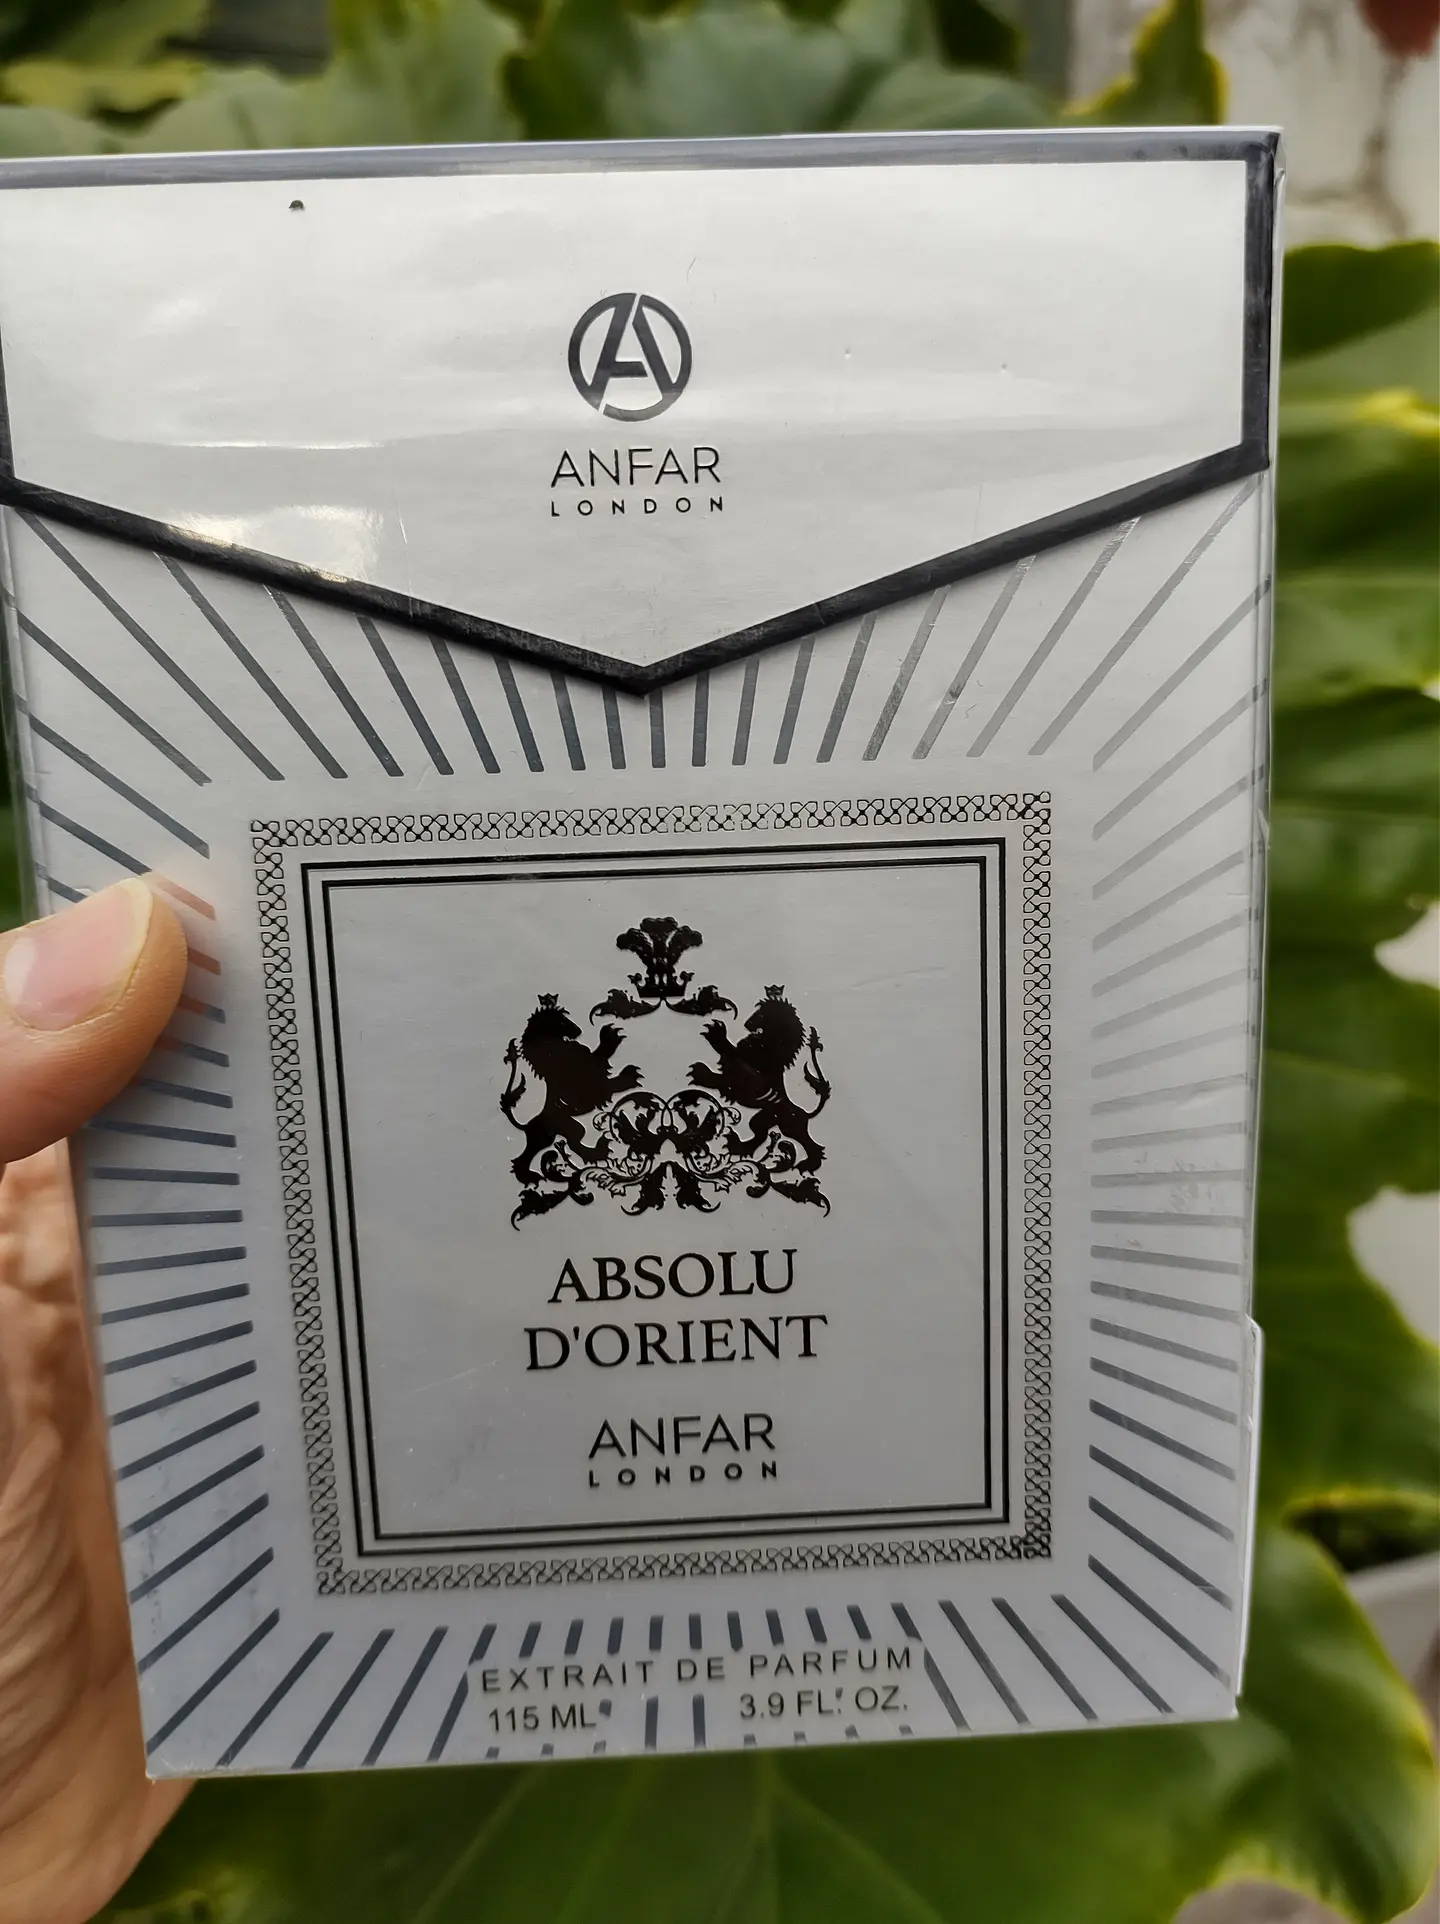 ANFAR
LONDON
ABSOLU
D'ORIENT
ANFAR
LONDON
EXTRAIT DE PARFUM
115 ML 3.9 FL. OZ.